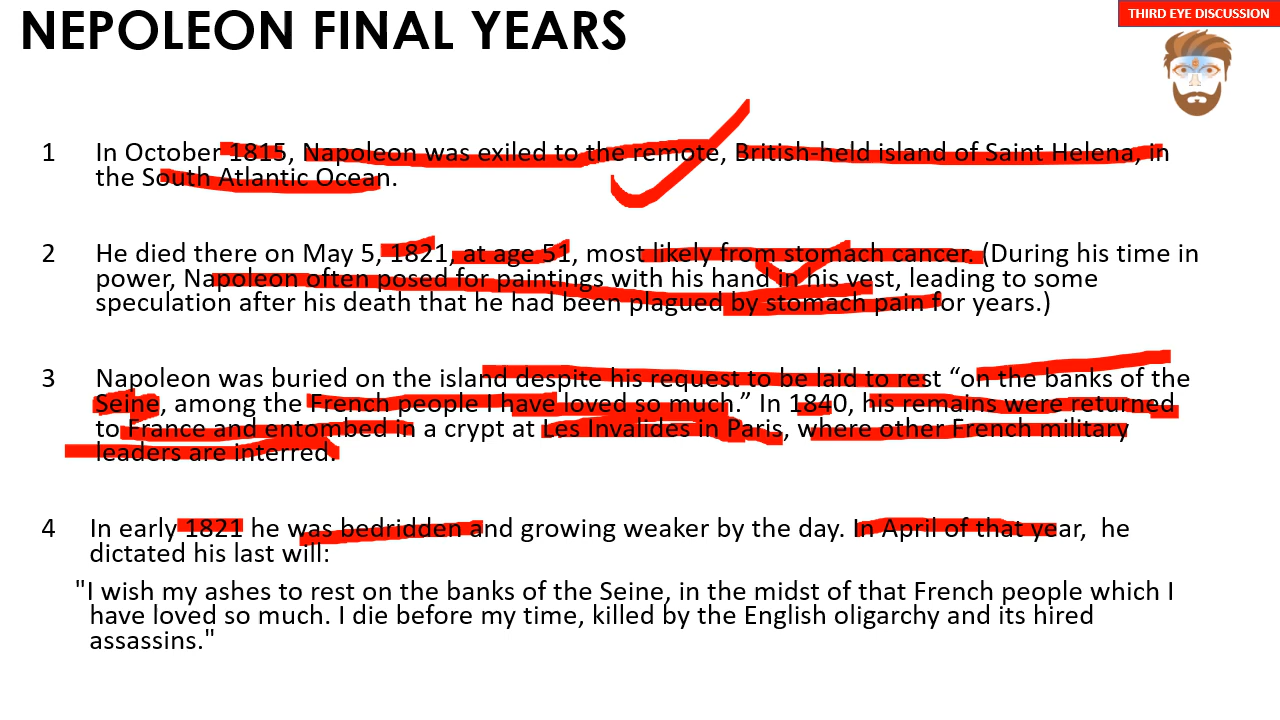 NEPOLEON FINAL YEARS
THIRD EYE DISCUSSION
1 In October 1815, Napoleon was exiled to the remote, British-held island of Saint Helena, in
the South Atlantic Ocean.
2 He died there on May 5, 1821, at age 51, most likely from stomach cancer. (During his time in
power, Napoleon often posed for paintings with his hand in his vest, leading to some
speculation after his death that he had been plagued by stomach pain for years.)
3 Napoleon was buried on the island despite his request to be laid to rest “on the banks of the
Seine, among the French people I have loved so much.” In 1840, his remains were returned
to France and entombed in a crypt at Les Invalides in Paris, where other French military
leaders are interred.
4 In early 1821 he was bedridden and growing weaker by the day. In April of that year, he
dictated his last will:
"I wish my ashes to rest on the banks of the Seine, in the midst of that French people which I
have loved so much. I die before my time, killed by the English oligarchy and its hired
assassins."